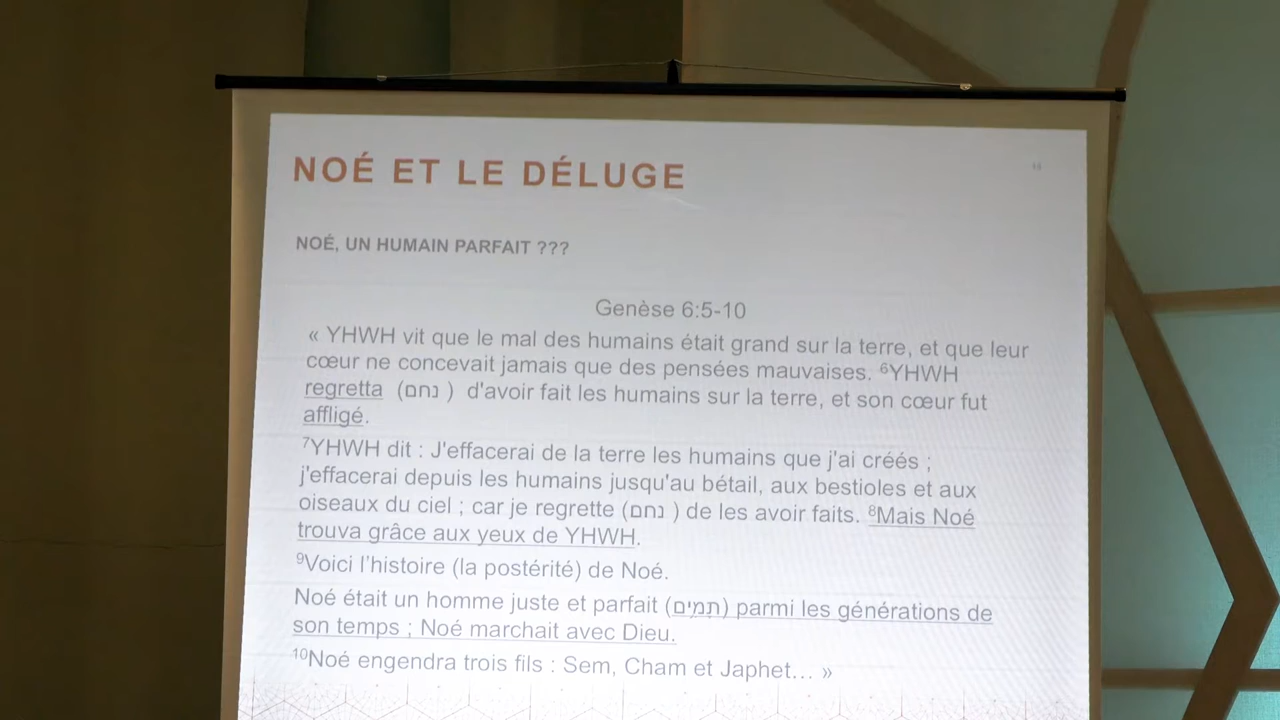 NOÉ ET LE DÉLUGE
NOÉ, UN HUMAIN PARFAIT ???
Genèse 6:5-10
« YHWH vit que le mal des humains était grand sur la terre, et que leur
cœur ne concevait jamais que des pensées mauvaises. ⁶YHWH
regretta (נחם ) d'avoir fait les humains sur la terre, et son cœur fut
affligé.
⁷YHWH dit : J'effacerai de la terre les humains que j'ai créés ;
j'effacerai depuis les humains jusqu'au bétail, aux bestioles et aux
oiseaux du ciel ; car je regrette (נחם ) de les avoir faits. ⁸Mais Noé
trouva grâce aux yeux de YHWH.
⁹Voici l'histoire (la postérité) de Noé.
Noé était un homme juste et parfait (תמים) parmi les générations de
son temps ; Noé marchait avec Dieu.
¹⁰Noé engendra trois fils : Sem, Cham et Japhet… »